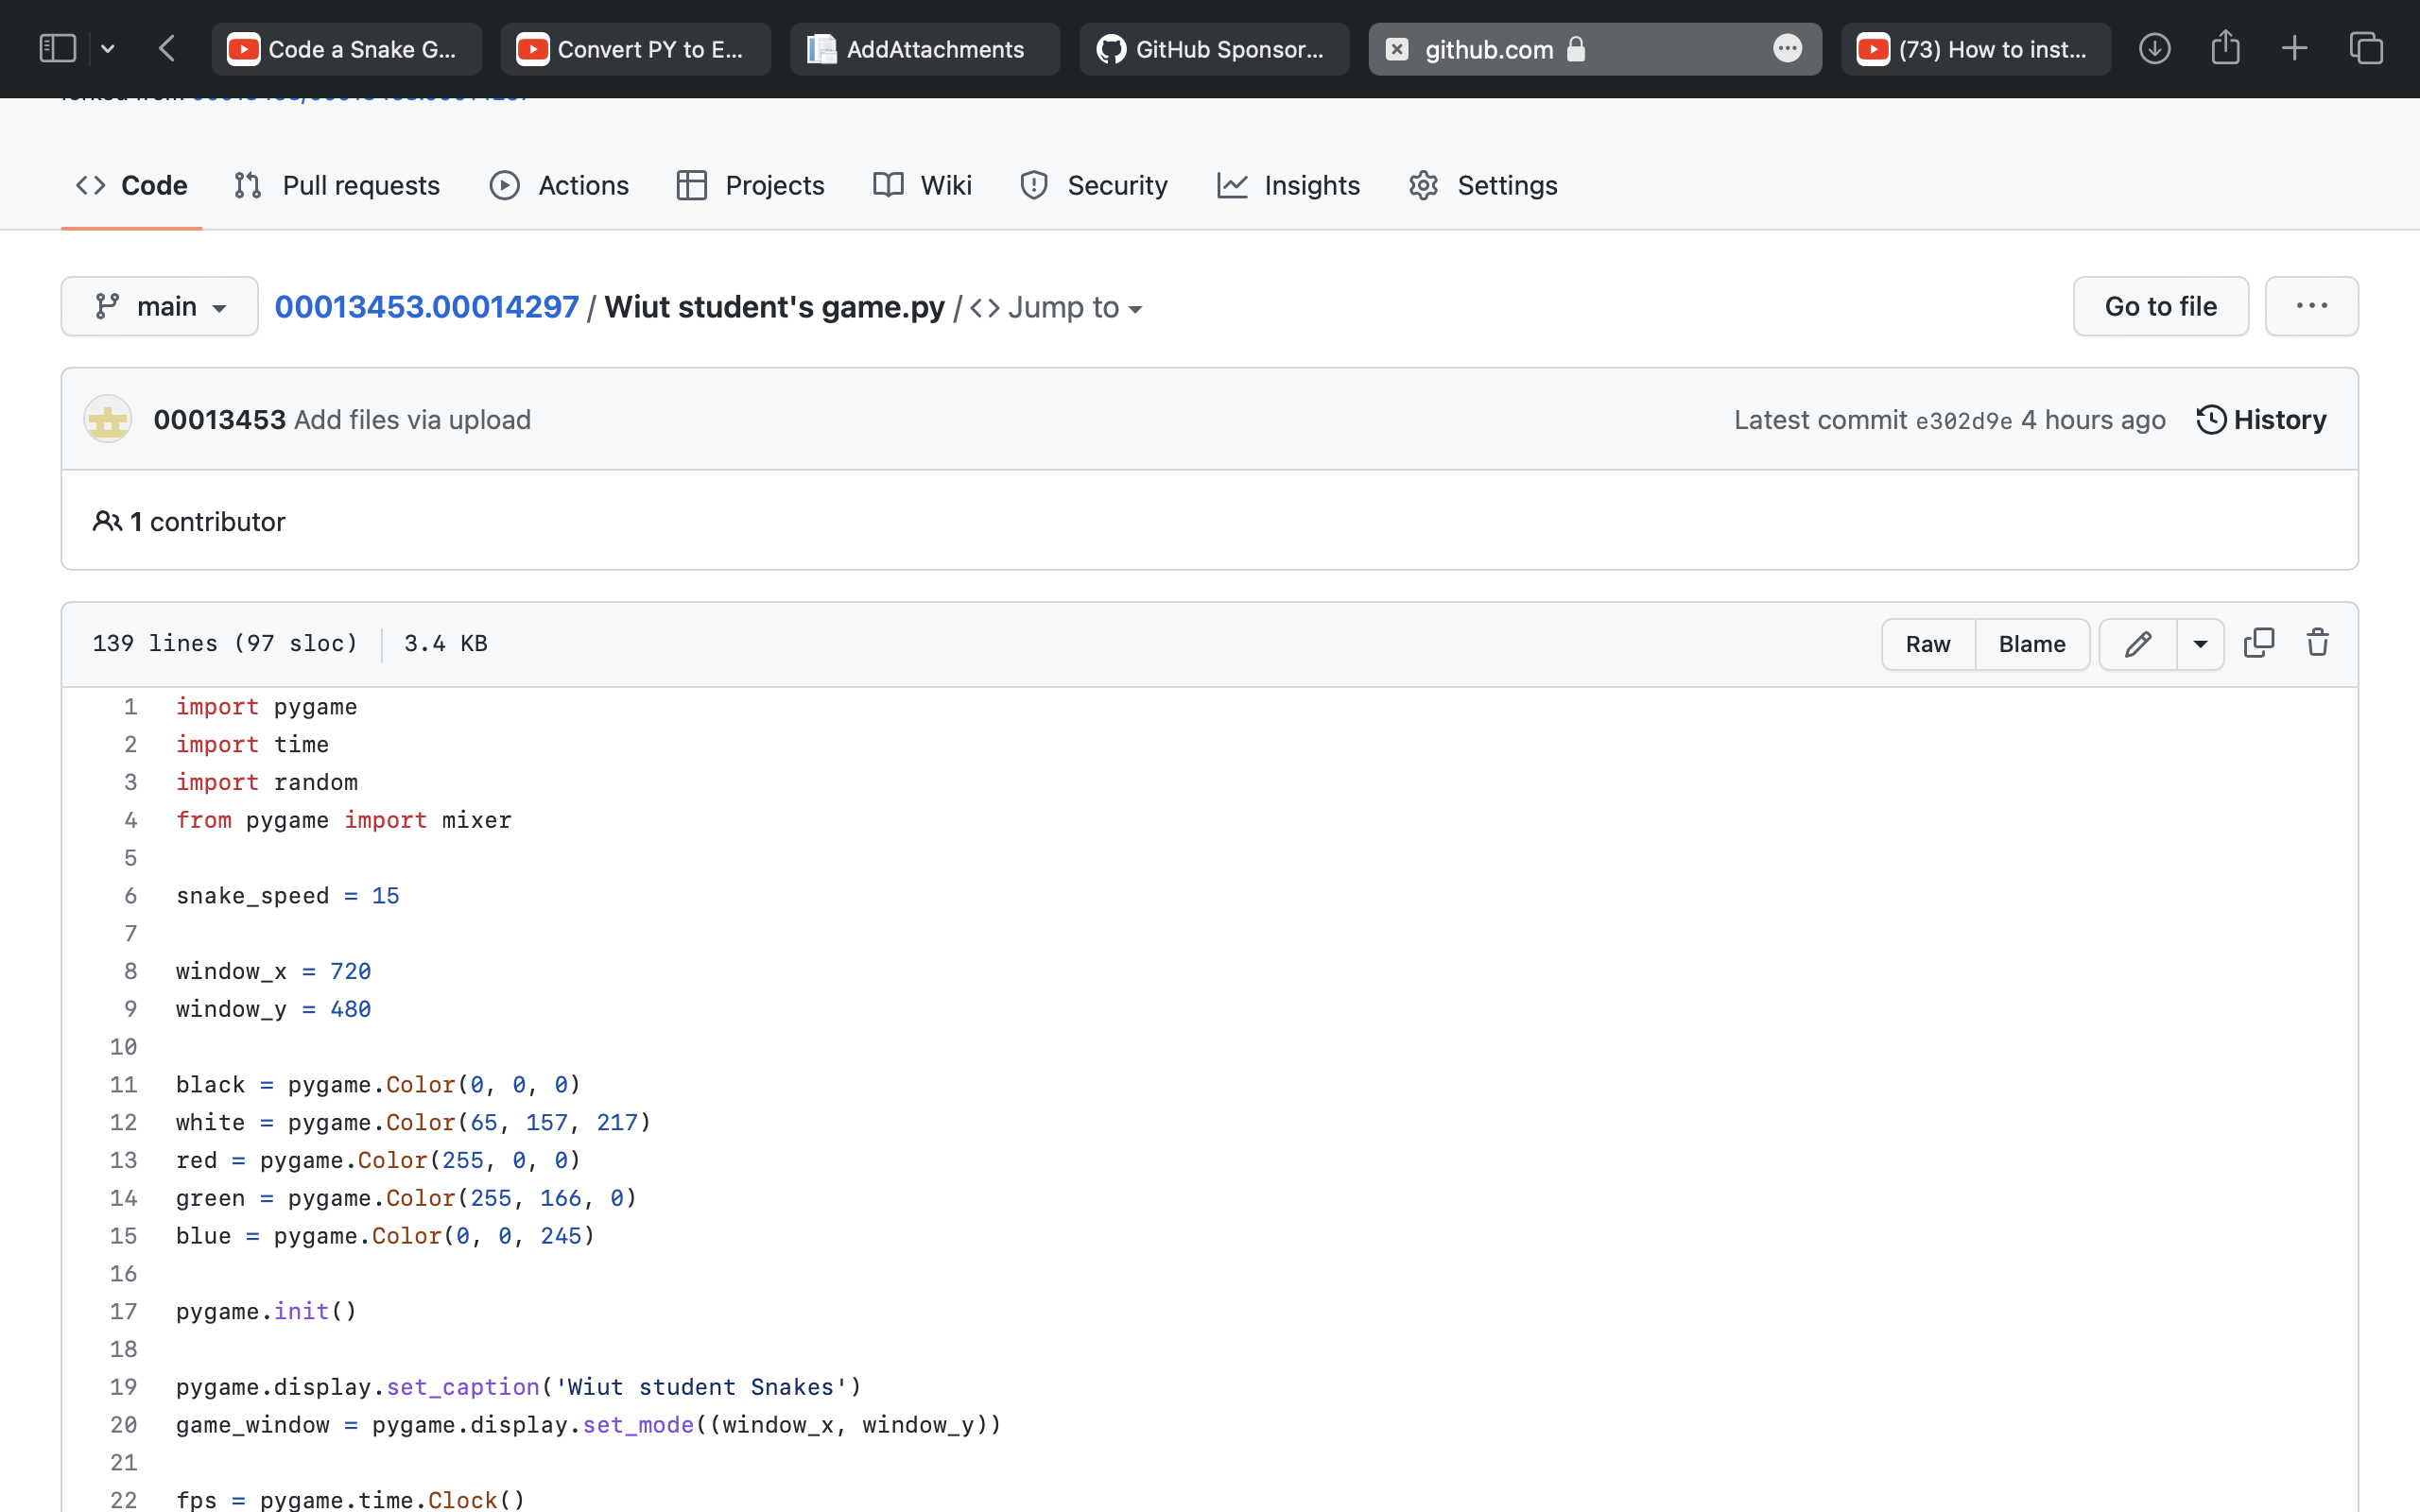 Code a Snake G...
Convert PY to E...
AddAttachments
GitHub Sponsor...
github.com
(73) How to inst...
Code
Pull requests
Actions
Projects
Wiki
Security
Insights
Settings
main
00013453.00014297 / Wiut student's game.py / <> Jump to
Go to file
...
00013453 Add files via upload
Latest commit e302d9e 4 hours ago
History
1 contributor
139 lines (97 sloc)
3.4 KB
Raw
Blame
1 import pygame
2 import time
3 import random
4 from pygame import mixer
5
6 snake_speed = 15
7
8 window_x = 720
9 window_y = 480
10
11 black = pygame.Color(0, 0, 0)
12 white = pygame.Color(65, 157, 217)
13 red = pygame.Color(255, 0, 0)
14 green = pygame.Color(255, 166, 0)
15 blue = pygame.Color(0, 0, 245)
16
17 pygame.init()
18
19 pygame.display.set_caption('Wiut student Snakes')
20 game_window = pygame.display.set_mode((window_x, window_y))
21
22 fps = pygame.time.Clock()